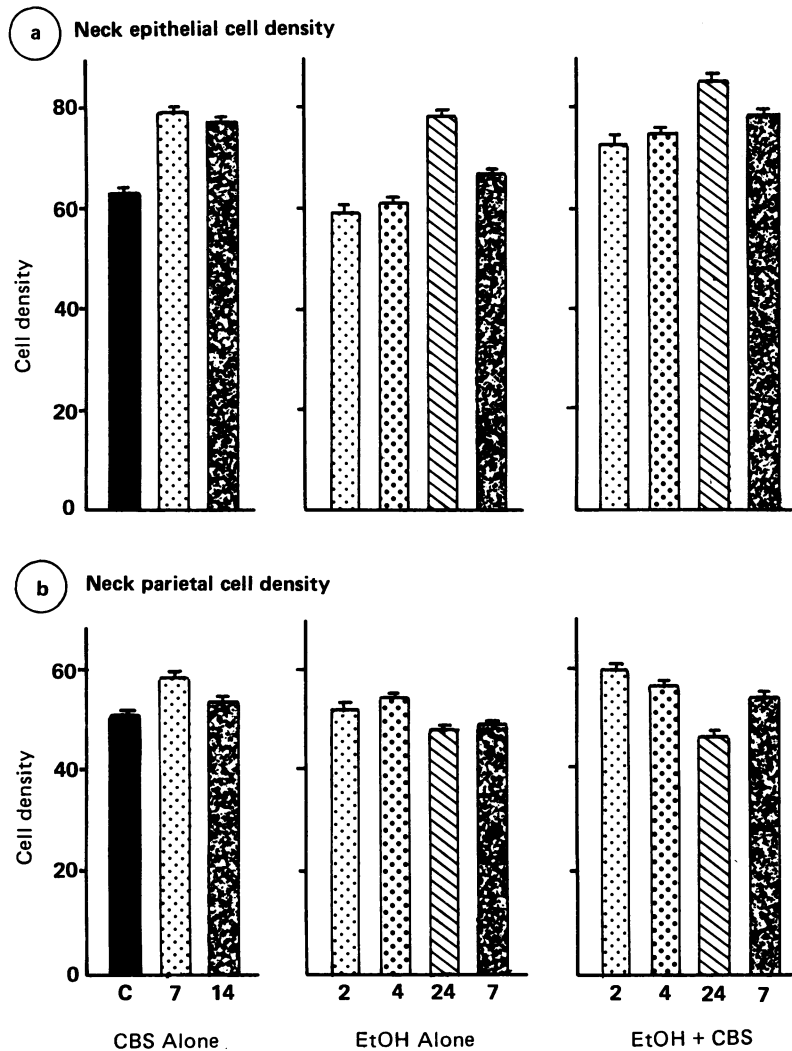 a Neck epithelial cell density
80
60
40
20
0
Cell density
b Neck parietal cell density
60
40
20
0
Cell density
C 7 14 2 4 24 7 2 4 24 7
CBS Alone EtOH Alone EtOH + CBS